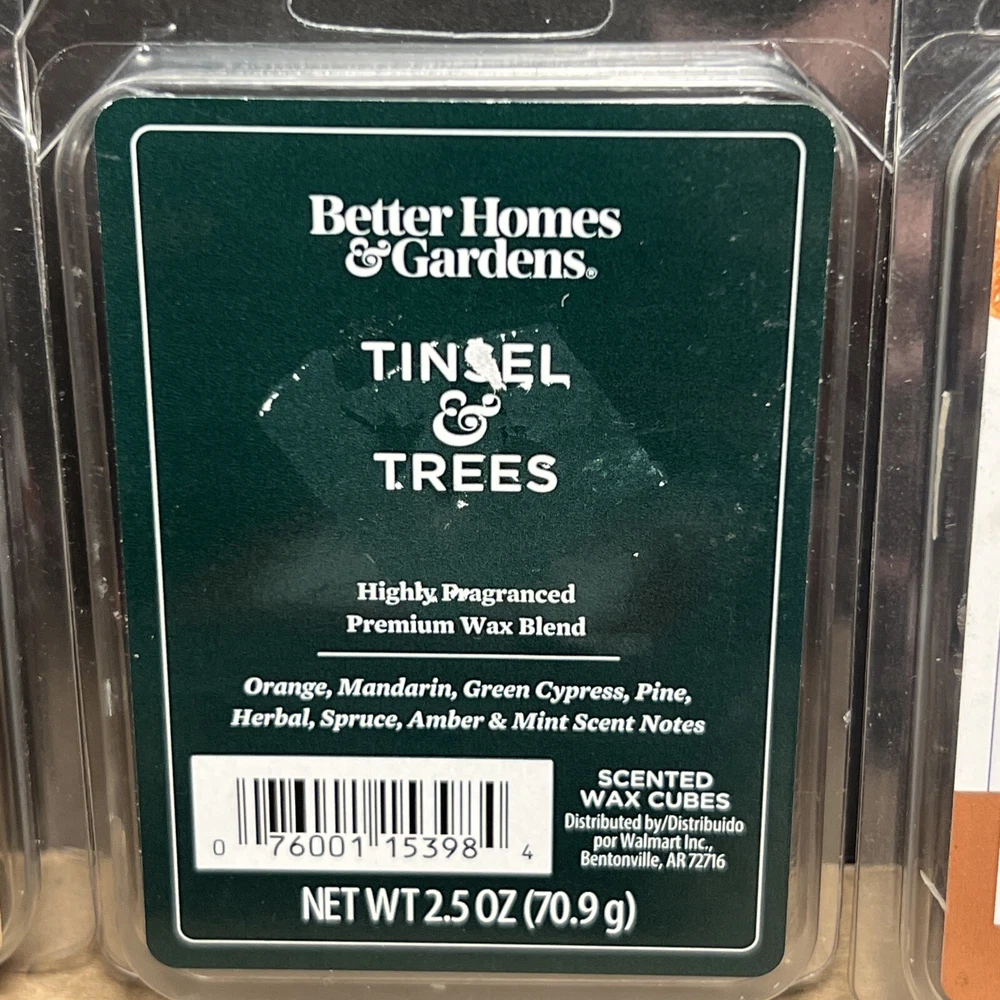 Better Homes
& Gardens®
TINSEL
&
TREES
Highly Fragranced
Premium Wax Blend
Orange, Mandarin, Green Cypress, Pine,
Herbal, Spruce, Amber & Mint Scent Notes
SCENTED
WAX CUBES
Distributed by/Distribuido
por Walmart Inc.,
Bentonville, AR 72716
0 76001 15398 4
NET WT 2.5 OZ (70.9 g)